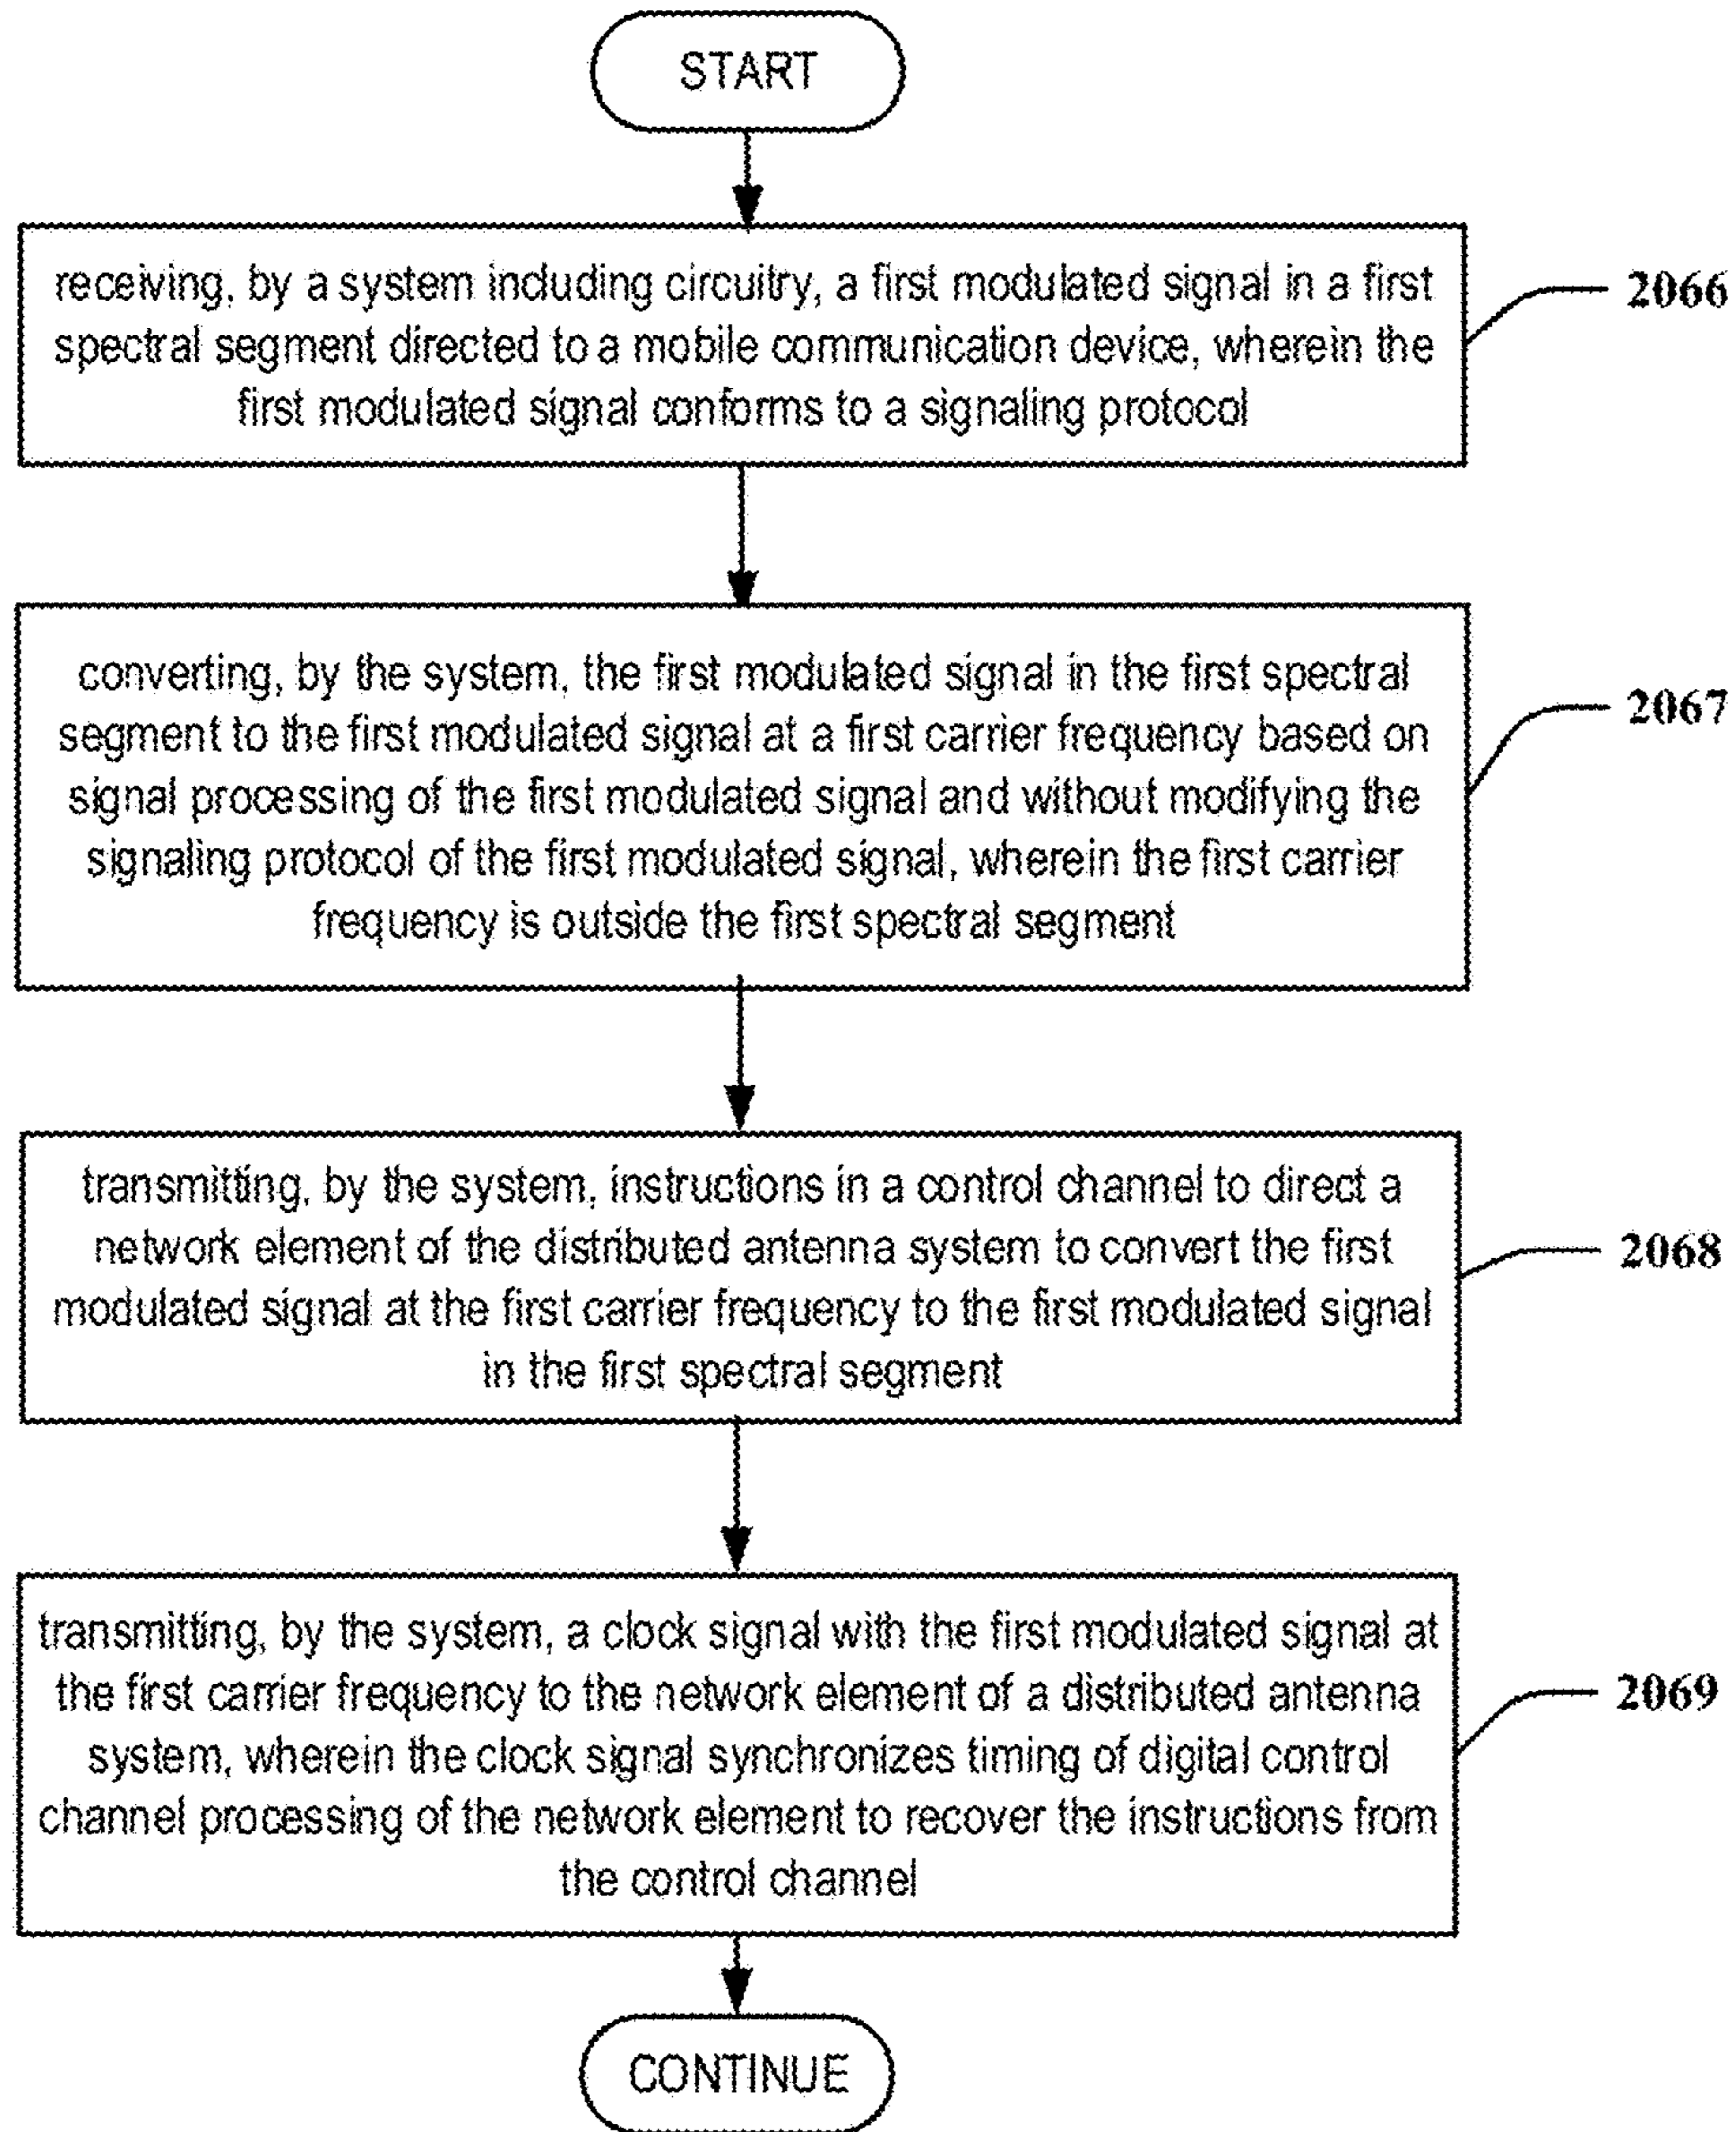 START
receiving, by a system including circuitry, a first modulated signal in a first
spectral segment directed to a mobile communication device, wherein the
first modulated signal conforms to a signaling protocol
2066
converting, by the system, the first modulated signal in the first spectral
segment to the first modulated signal at a first carrier frequency based on
signal processing of the first modulated signal and without modifying the
signaling protocol of the first modulated signal, wherein the first carrier
frequency is outside the first spectral segment
2067
transmitting, by the system, instructions in a control channel to direct a
network element of the distributed antenna system to convert the first
modulated signal at the first carrier frequency to the first modulated signal
in the first spectral segment
2068
transmitting, by the system, a clock signal with the first modulated signal at
the first carrier frequency to the network element of a distributed antenna
system, wherein the clock signal synchronizes timing of digital control
channel processing of the network element to recover the instructions from
the control channel
2069
CONTINUE